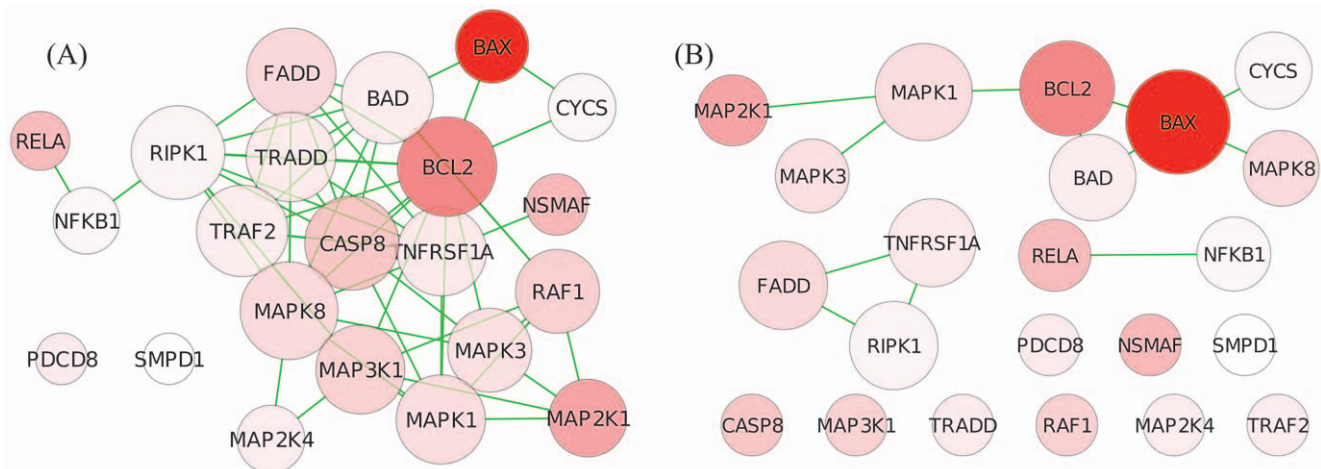 (A)
BAX
FADD
BAD
CYCS
RELA
RIPK1
TRADD
BCL2
NFKB1
TRAF2
CASP8
TNFRSF1A
NSMAF
MAPK8
RAF1
PDCD8
SMPD1
MAP3K1
MAPK3
MAP2K4
MAPK1
MAP2K1
(B)
MAP2K1
MAPK1
BCL2
BAX
CYCS
MAPK3
BAD
MAPK8
FADD
TNFRSF1A
RELA
NFKB1
RIPK1
PDCD8
NSMAF
SMPD1
CASP8
MAP3K1
TRADD
RAF1
MAP2K4
TRAF2